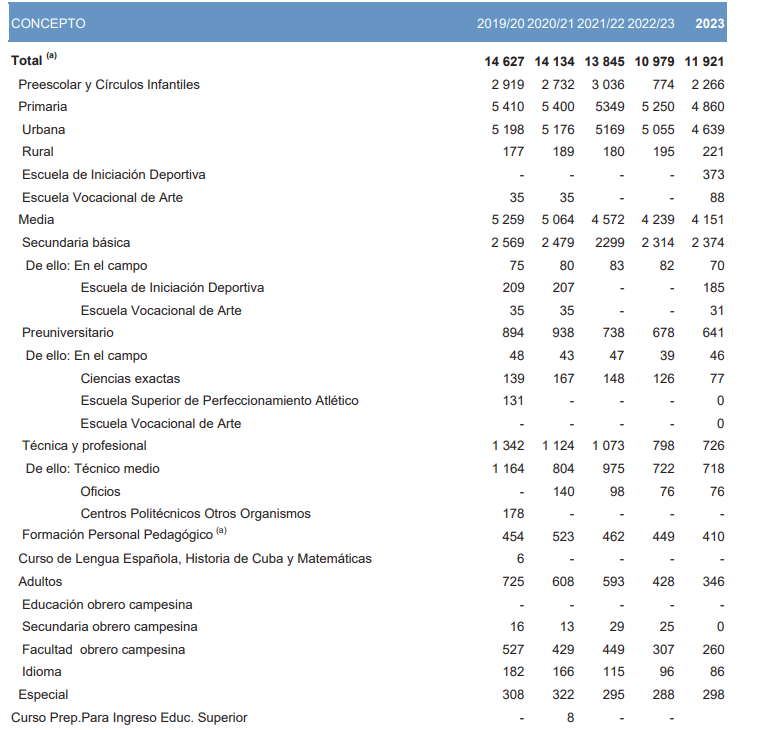 CONCEPTO 2019/20 2020/21 2021/22 2022/23 2023
Total (a) 14 627 14 134 13 845 10 979 11 921
Preescolar y Círculos Infantiles 2 919 2 732 3 036 774 2 266
Primaria 5 410 5 400 5349 5 250 4 860
Urbana 5 198 5 176 5169 5 055 4 639
Rural 177 189 180 195 221
Escuela de Iniciación Deportiva - - - - 373
Escuela Vocacional de Arte 35 35 - - 88
Media 5 259 5 064 4 572 4 239 4 151
Secundaria básica 2 569 2 479 2299 2 314 2 374
De ello: En el campo 75 80 83 82 70
Escuela de Iniciación Deportiva 209 207 - - 185
Escuela Vocacional de Arte 35 35 - - 31
Preuniversitario 894 938 738 678 641
De ello: En el campo 48 43 47 39 46
Ciencias exactas 139 167 148 126 77
Escuela Superior de Perfeccionamiento Atlético 131 - - - 0
Escuela Vocacional de Arte - - - - 0
Técnica y profesional 1 342 1 124 1 073 798 726
De ello: Técnico medio 1 164 804 975 722 718
Oficios - 140 98 76 76
Centros Politécnicos Otros Organismos 178 - - - -
Formación Personal Pedagógico (a) 454 523 462 449 410
Curso de Lengua Española, Historia de Cuba y Matemáticas 6 - - - -
Adultos 725 608 593 428 346
Educación obrero campesina - - - - -
Secundaria obrero campesina 16 13 29 25 0
Facultad obrero campesina 527 429 449 307 260
Idioma 182 166 115 96 86
Especial 308 322 295 288 298
Curso Prep.Para Ingreso Educ. Superior - 8 - -